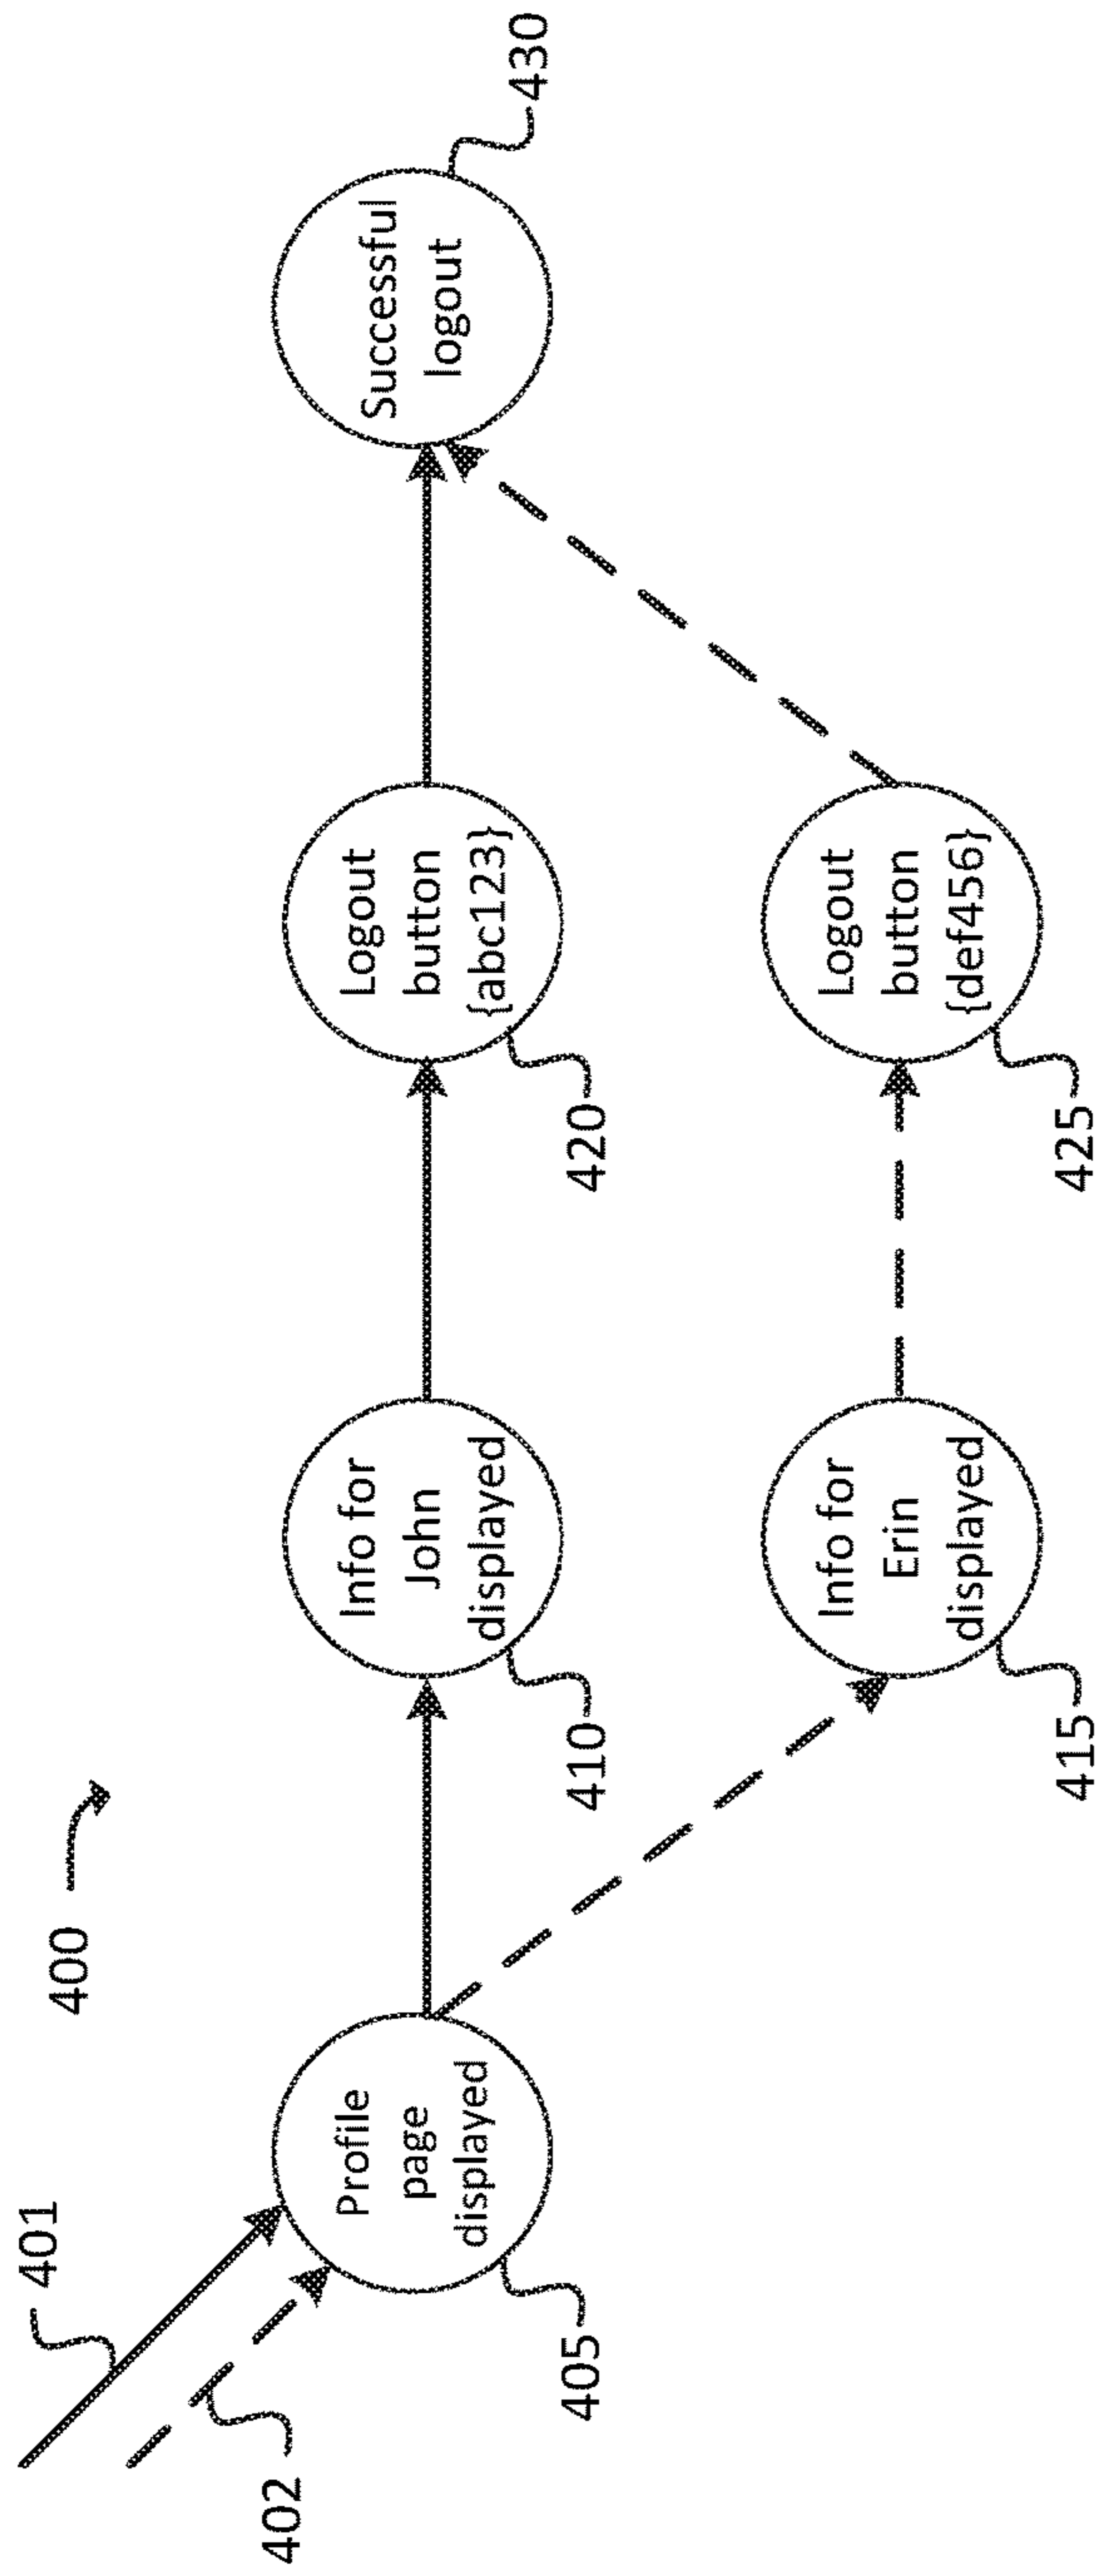 400
401
402
Profile
page
displayed
405
Info for
John
displayed
410
Logout
button
{abc123}
420
Successful
logout
430
Info for
Erin
displayed
415
Logout
button
{def456}
425